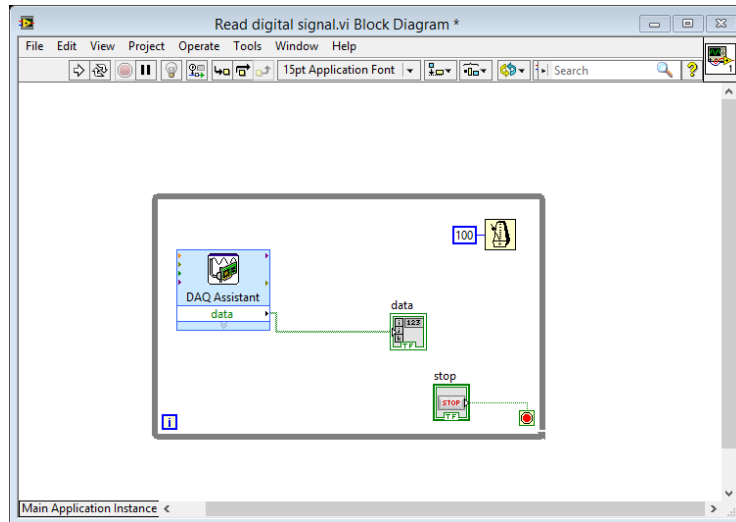 Read digital signal.vi Block Diagram *
File Edit View Project Operate Tools Window Help
15pt Application Font Search ? 1
100
DAQ Assistant
data
data
123
TF
stop
STOP
TF
i
Main Application Instance